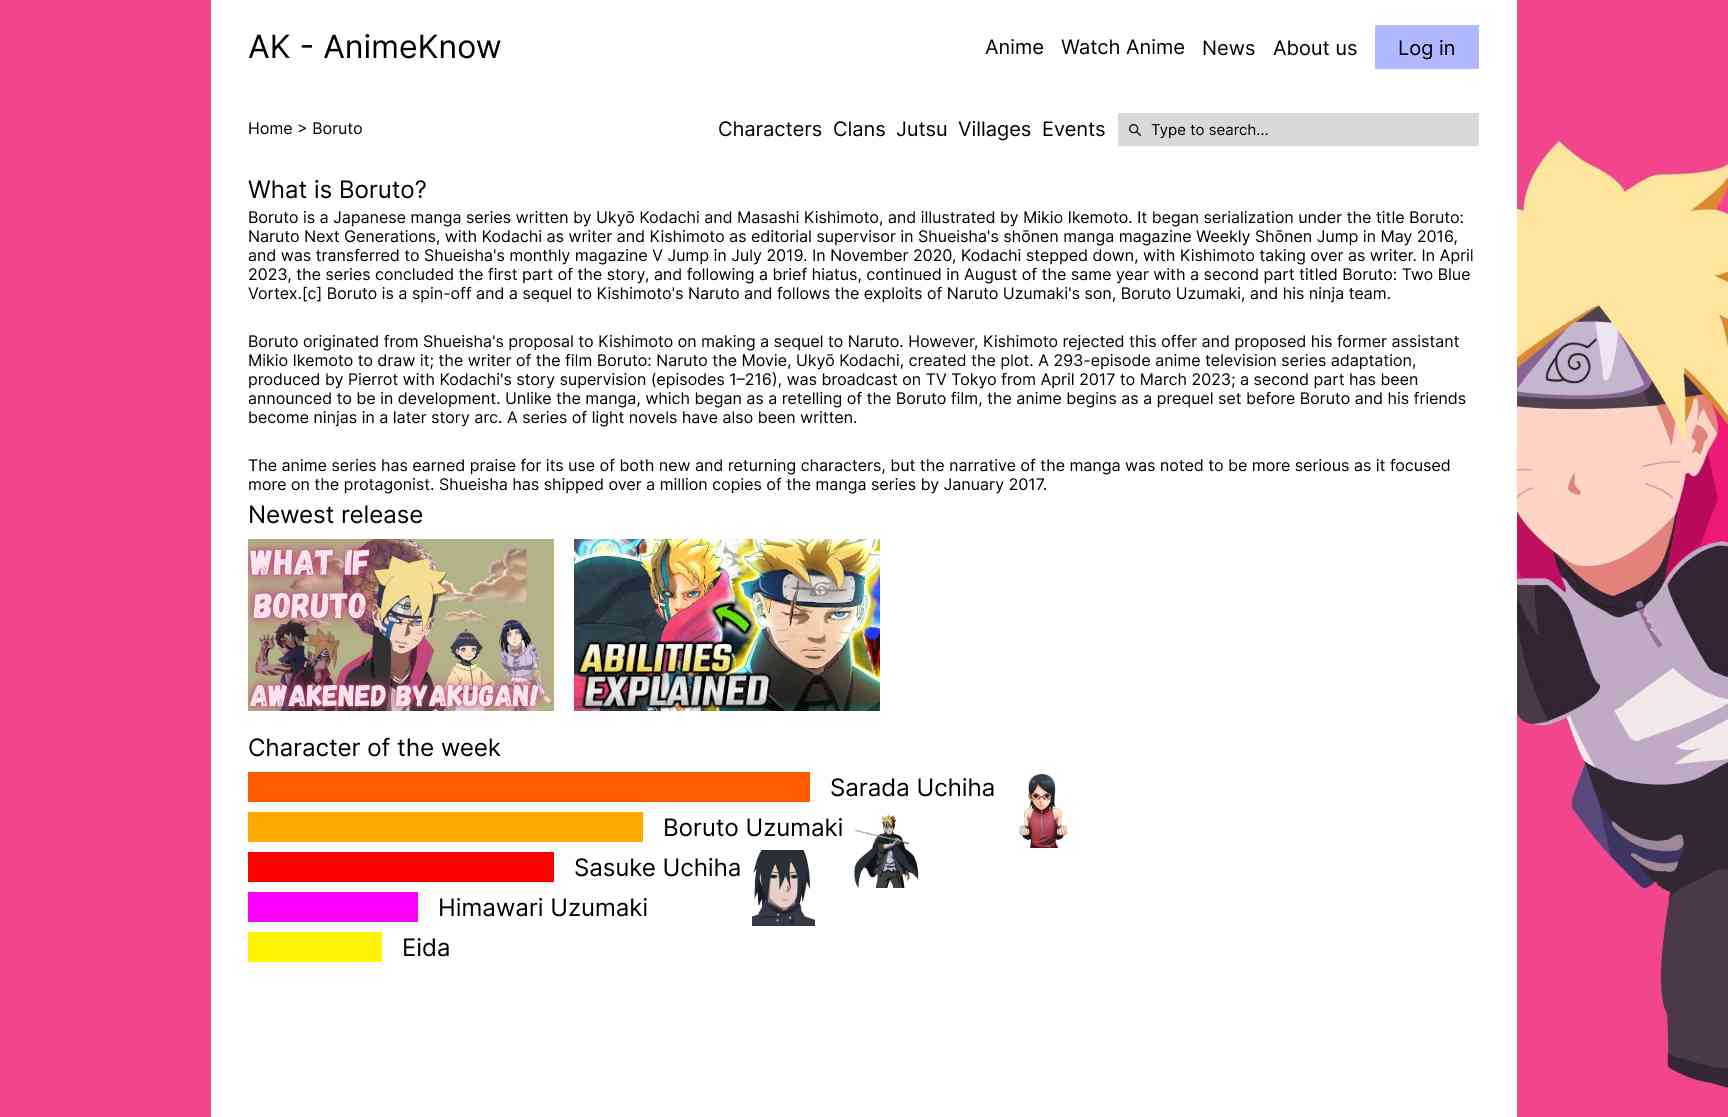 AK - AnimeKnow
Anime Watch Anime News About us Log in
Home > Boruto
Characters Clans Jutsu Villages Events Type to search...
What is Boruto?
Boruto is a Japanese manga series written by Ukyō Kodachi and Masashi Kishimoto, and illustrated by Mikio Ikemoto. It began serialization under the title Boruto:
Naruto Next Generations, with Kodachi as writer and Kishimoto as editorial supervisor in Shueisha's shōnen manga magazine Weekly Shōnen Jump in May 2016,
and was transferred to Shueisha's monthly magazine V Jump in July 2019. In November 2020, Kodachi stepped down, with Kishimoto taking over as writer. In April
2023, the series concluded the first part of the story, and following a brief hiatus, continued in August of the same year with a second part titled Boruto: Two Blue
Vortex.[c] Boruto is a spin-off and a sequel to Kishimoto's Naruto and follows the exploits of Naruto Uzumaki's son, Boruto Uzumaki, and his ninja team.
Boruto originated from Shueisha's proposal to Kishimoto on making a sequel to Naruto. However, Kishimoto rejected this offer and proposed his former assistant
Mikio Ikemoto to draw it; the writer of the film Boruto: Naruto the Movie, Ukyō Kodachi, created the plot. A 293-episode anime television series adaptation,
produced by Pierrot with Kodachi's story supervision (episodes 1–216), was broadcast on TV Tokyo from April 2017 to March 2023; a second part has been
announced to be in development. Unlike the manga, which began as a retelling of the Boruto film, the anime begins as a prequel set before Boruto and his friends
become ninjas in a later story arc. A series of light novels have also been written.
The anime series has earned praise for its use of both new and returning characters, but the narrative of the manga was noted to be more serious as it focused
more on the protagonist. Shueisha has shipped over a million copies of the manga series by January 2017.
Newest release
WHAT IF
BORUTO
AWAKENED BYAKUGAN!
ABILITIES
EXPLAINED
Character of the week
Sarada Uchiha
Boruto Uzumaki
Sasuke Uchiha
Himawari Uzumaki
Eida